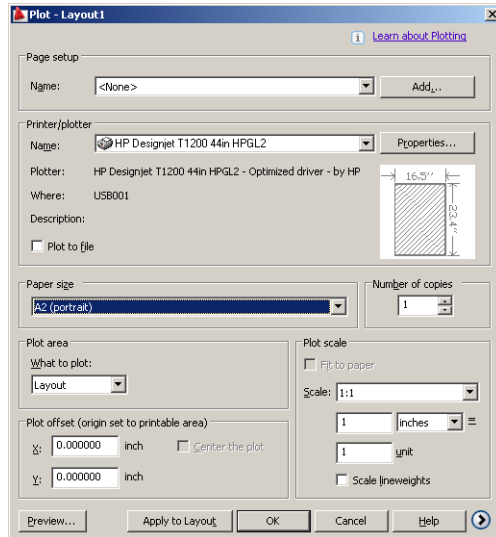 Plot - Layout1
Learn about Plotting
Page setup
Name: <None> Add...
Printer/plotter
Name: HP Designjet T1200 44in HPGL2 Properties...
Plotter: HP Designjet T1200 44in HPGL2 - Optimized driver - by HP
Where: USB001
Description:
Plot to file
16.5''
23.4''
Paper size
A2 (portrait)
Number of copies
1
Plot area
What to plot:
Layout
Plot offset (origin set to printable area)
X: 0.000000 inch Center the plot
Y: 0.000000 inch
Plot scale
Fit to paper
Scale: 1:1
1 inches =
1 unit
Scale lineweights
Preview... Apply to Layout OK Cancel Help